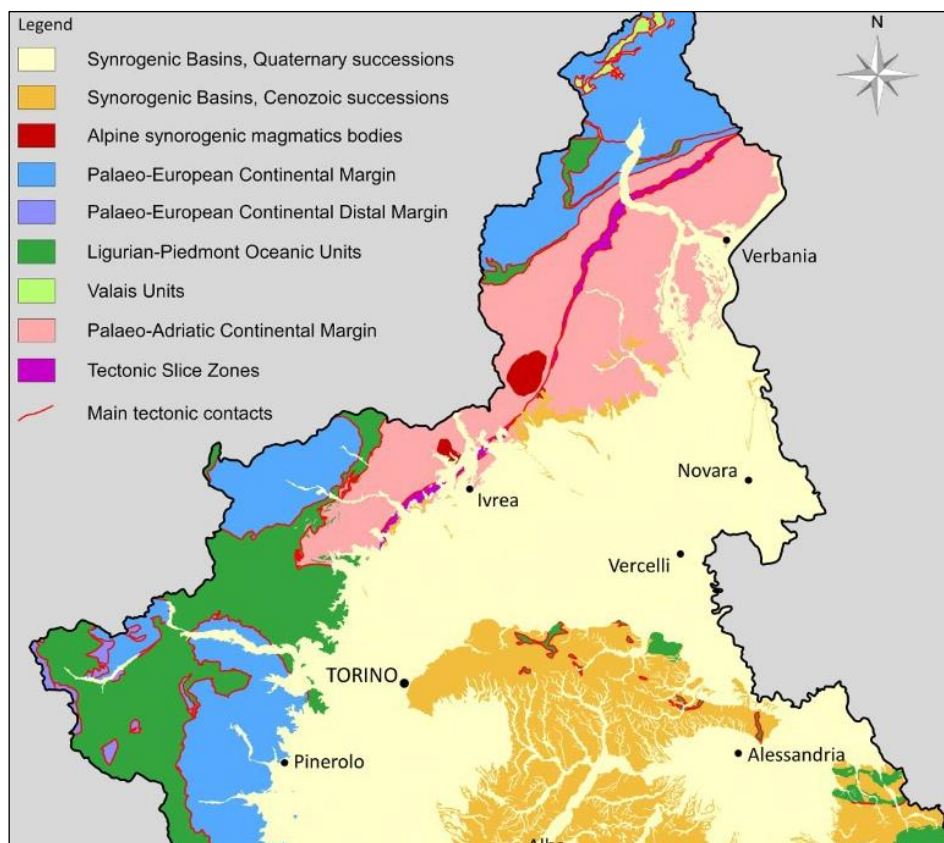 Legend
N
Synrogenic Basins, Quaternary successions
Synorogenic Basins, Cenozoic successions
Alpine synorogenic magmatics bodies
Palaeo-European Continental Margin
Palaeo-European Continental Distal Margin
Ligurian-Piedmont Oceanic Units
Valais Units
Palaeo-Adriatic Continental Margin
Tectonic Slice Zones
Main tectonic contacts
Verbania
Novara
Ivrea
Vercelli
TORINO
Alessandria
Pinerolo